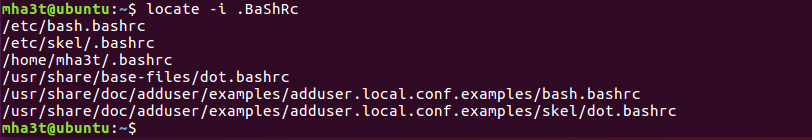 mha3t@ubuntu:~$ locate -i .BaShRc
/etc/bash.bashrc
/etc/skel/.bashrc
/home/mha3t/.bashrc
/usr/share/base-files/dot.bashrc
/usr/share/doc/adduser/examples/adduser.local.conf.examples/bash.bashrc
/usr/share/doc/adduser/examples/adduser.local.conf.examples/skel/dot.bashrc
mha3t@ubuntu:~$